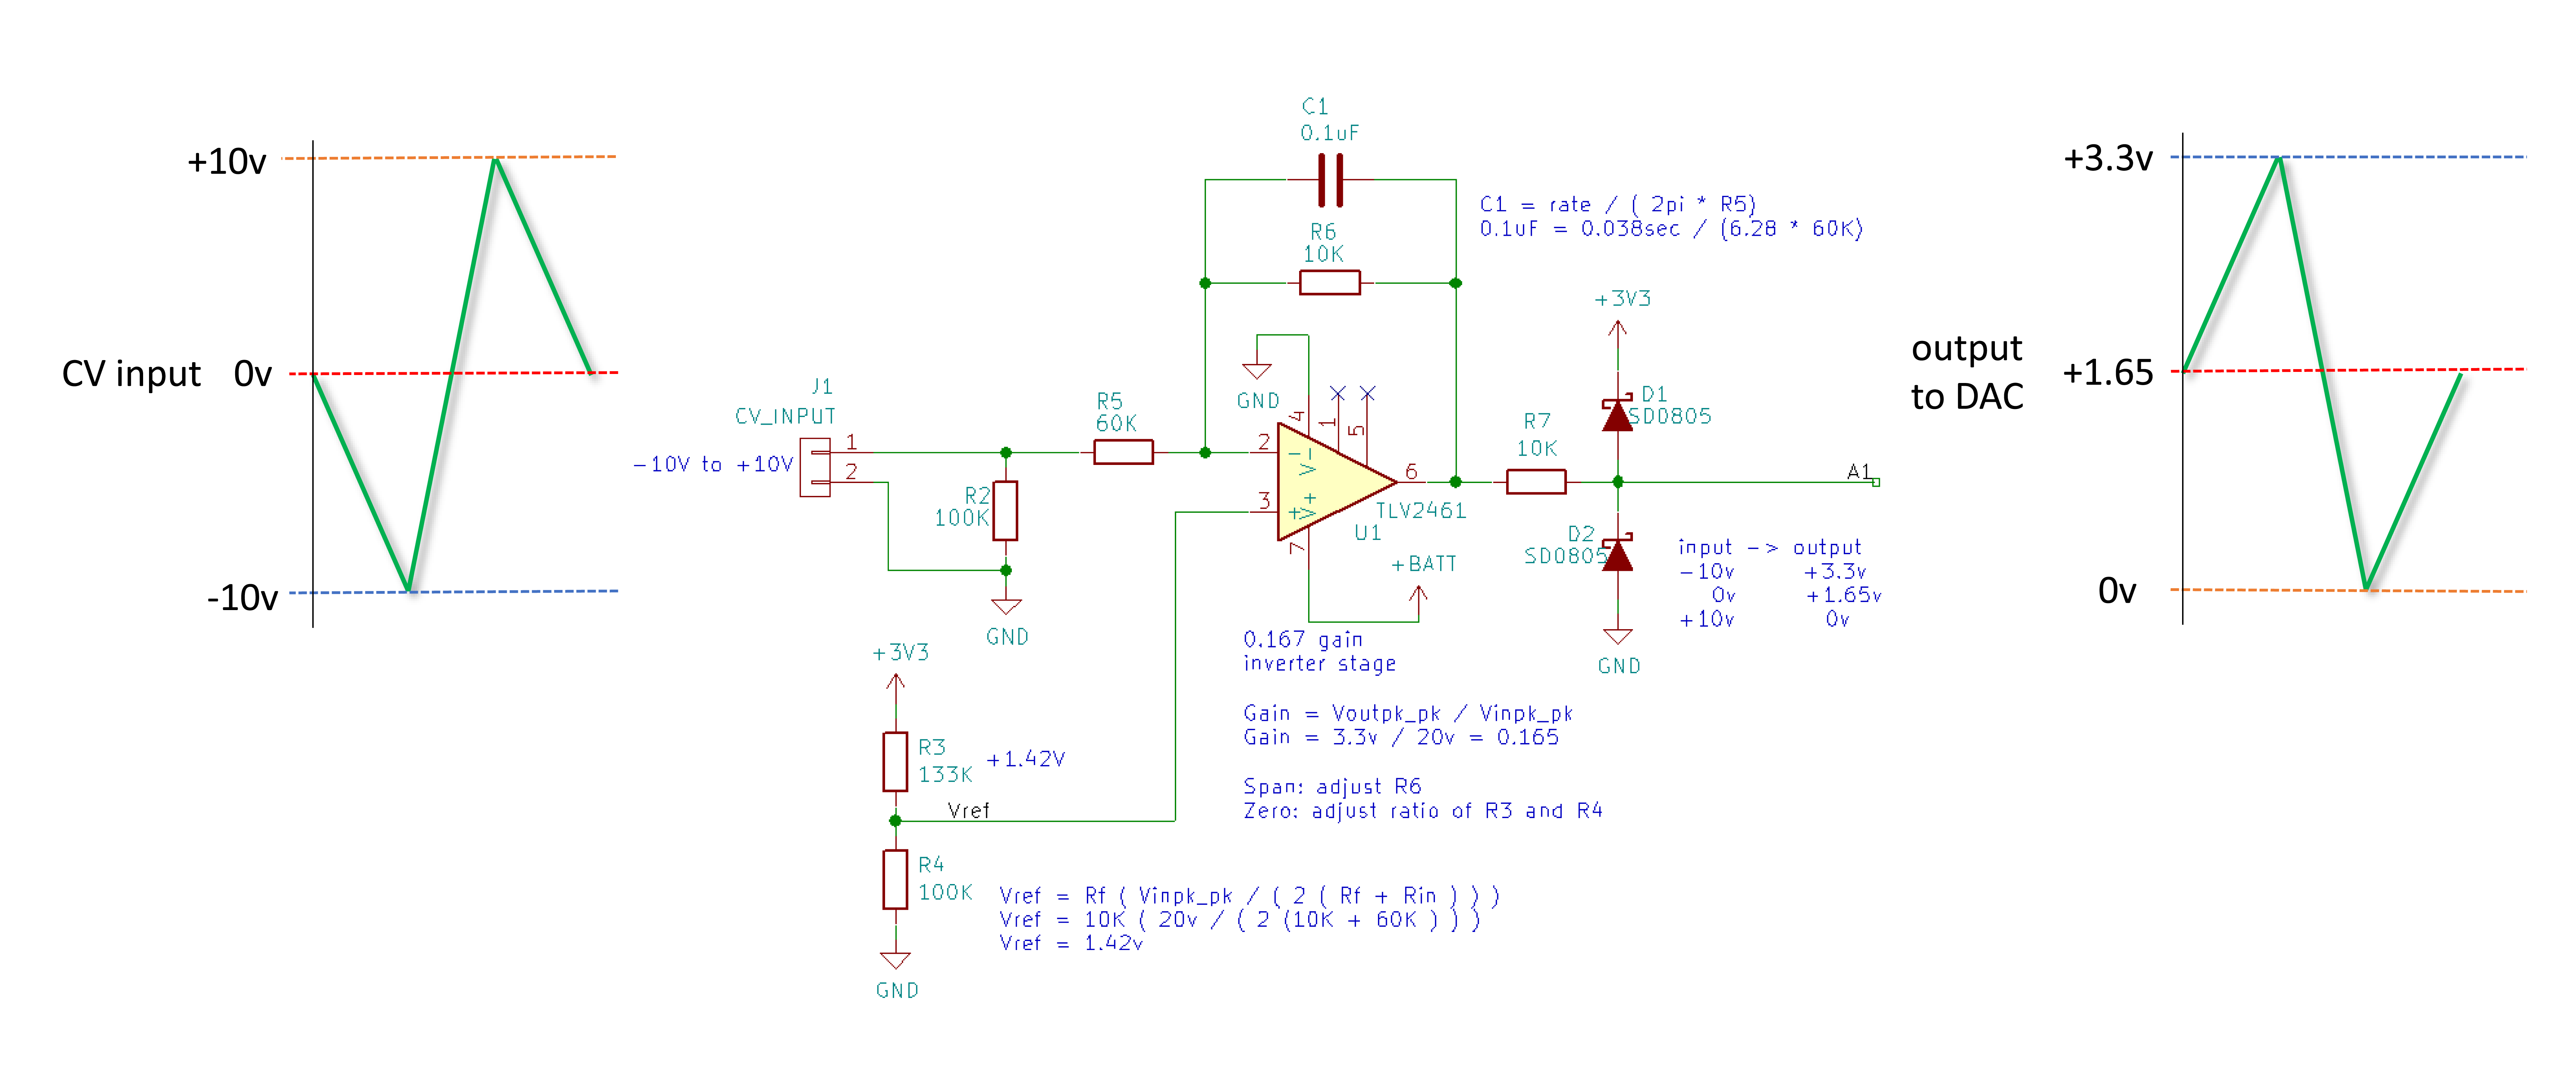 +10v
CV input 0v
-10v
C1
0.1uF
R6
10K
C1 = rate / ( 2pi * R5)
0.1uF = 0.038sec / (6.28 * 60K)
+3V3
D1
SD0805
GND
J1
CV_INPUT
-10V to +10V
1
2
R5
60K
R2
100K
GND
4
1
5
2
3
6
7
- V-
+ V+
TLV2461
U1
R7
10K
A1
D2
SD0805
GND
+BATT
input -> output
-10v +3.3v
0v +1.65v
+10v 0v
0.167 gain
inverter stage
Gain = Voutpk_pk / Vinpk_pk
Gain = 3.3v / 20v = 0.165
Span: adjust R6
Zero: adjust ratio of R3 and R4
+3V3
R3
133K
+1.42V
Vref
R4
100K
GND
Vref = Rf ( Vinpk_pk / ( 2 ( Rf + Rin ) ) )
Vref = 10K ( 20v / ( 2 (10K + 60K ) ) )
Vref = 1.42v
output
to DAC
+3.3v
+1.65
0v